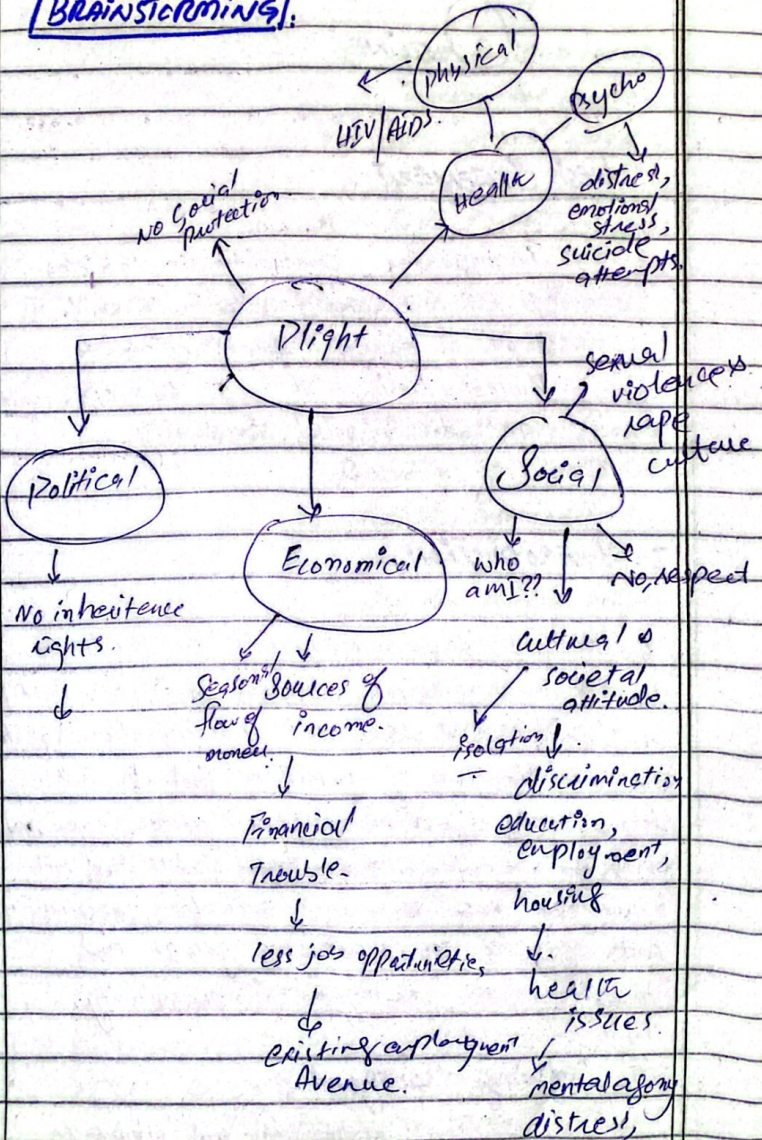 BRAINSTORMING:
Physical
HIV/AIDS.
Psycho
Health
distress,
emotional
stress,
suicide
attempts.
No Social
Protection.
Plight
Political
No inheritence
rights.
Economical
Seasonal
flow of
money.
Sources of
income.
Financial
Trouble.
less job opportunities
existing employment
Avenue.
Social
sexual
violence &
rape
culture
who
am I??
No, respect
Cultural &
societal
attitude.
isolation
discrimination
education,
employment,
housing
health
issues.
mental agony
distress,